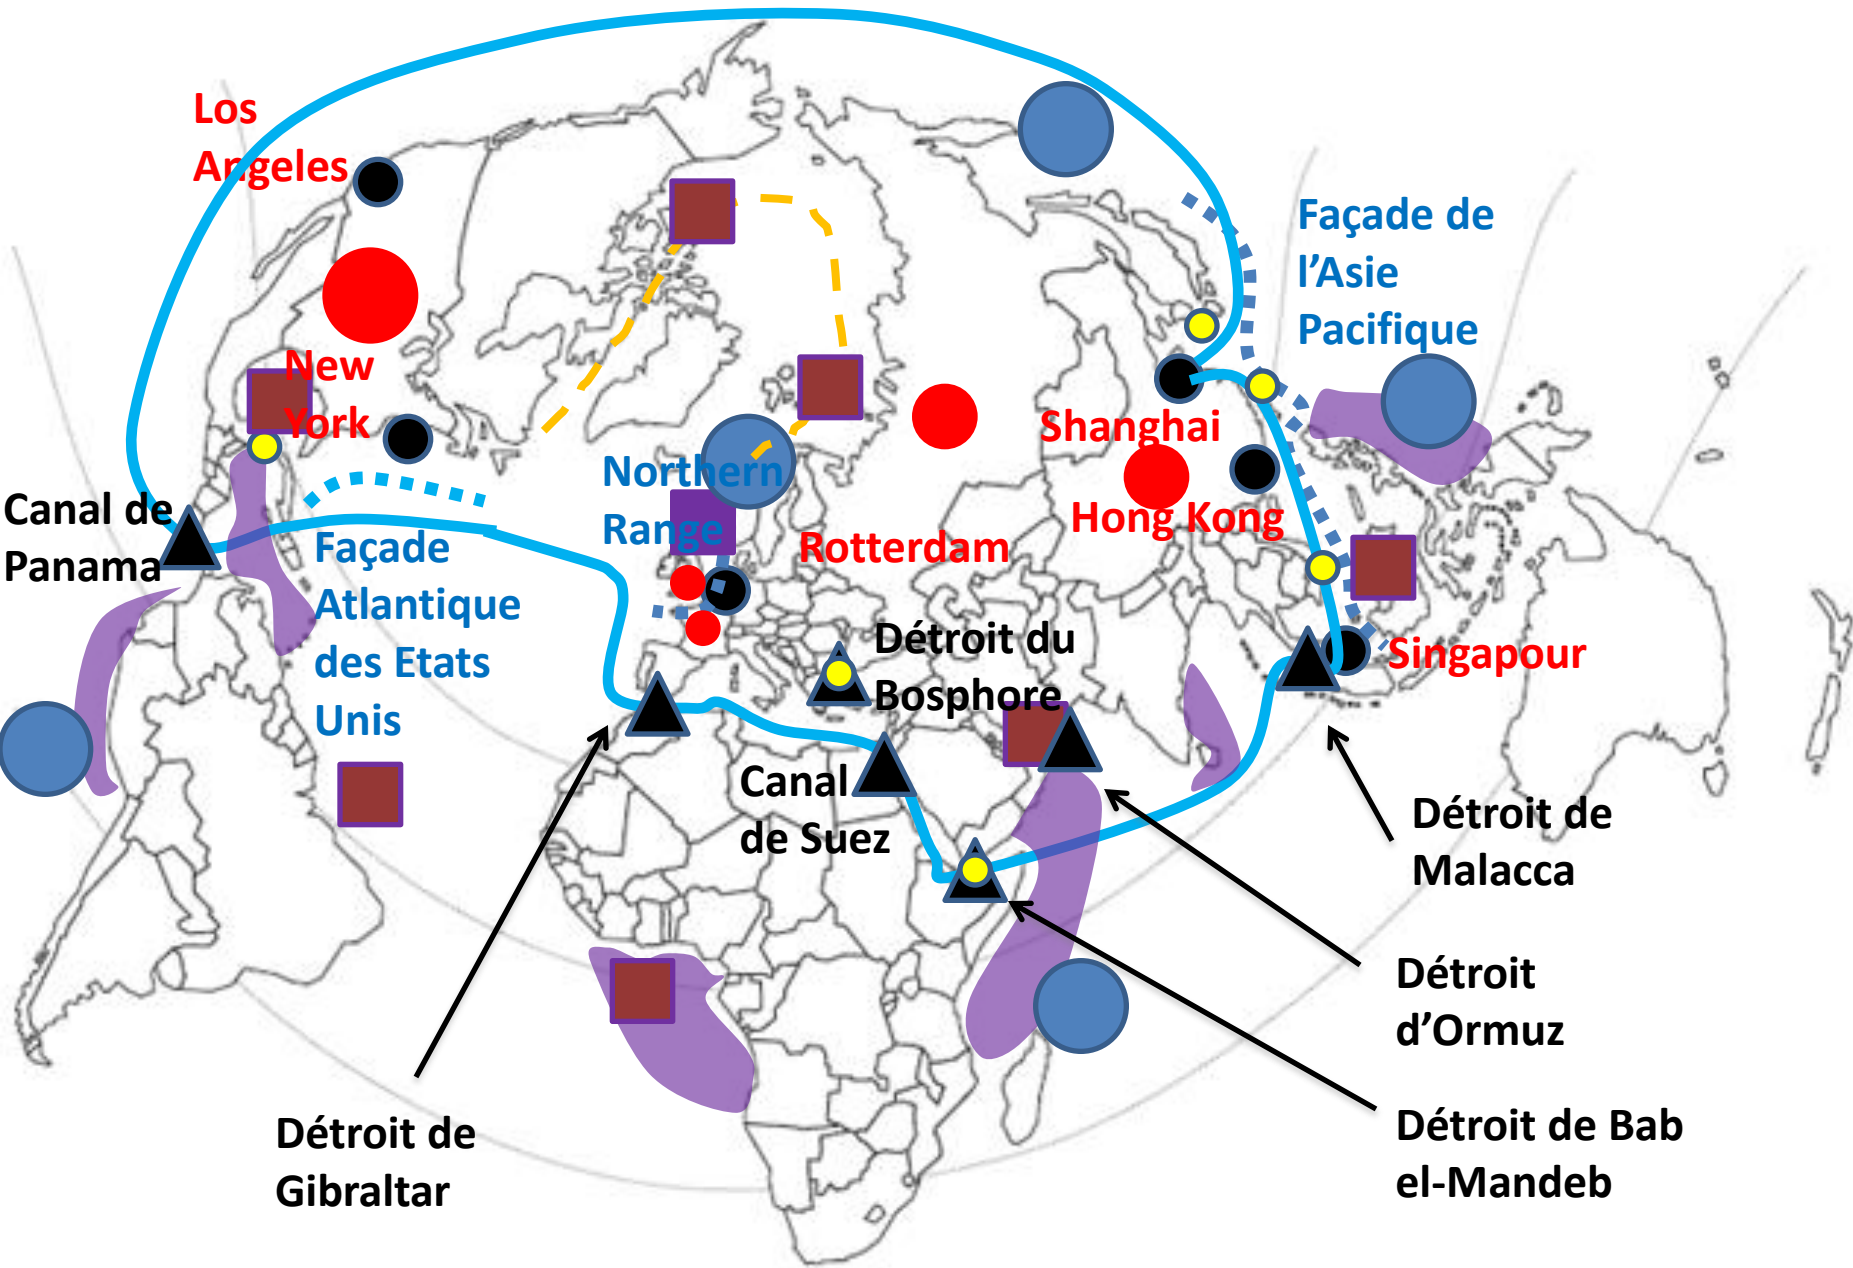 Los
Angeles
Façade de
l'Asie
Pacifique
New
York
Shanghai
Northern
Range
Hong Kong
Canal de
Panama
Rotterdam
Façade
Atlantique
des Etats
Unis
Détroit du
Bosphore
Singapour
Canal
de Suez
Détroit de
Malacca
Détroit
d'Ormuz
Détroit de
Gibraltar
Détroit de Bab
el-Mandeb